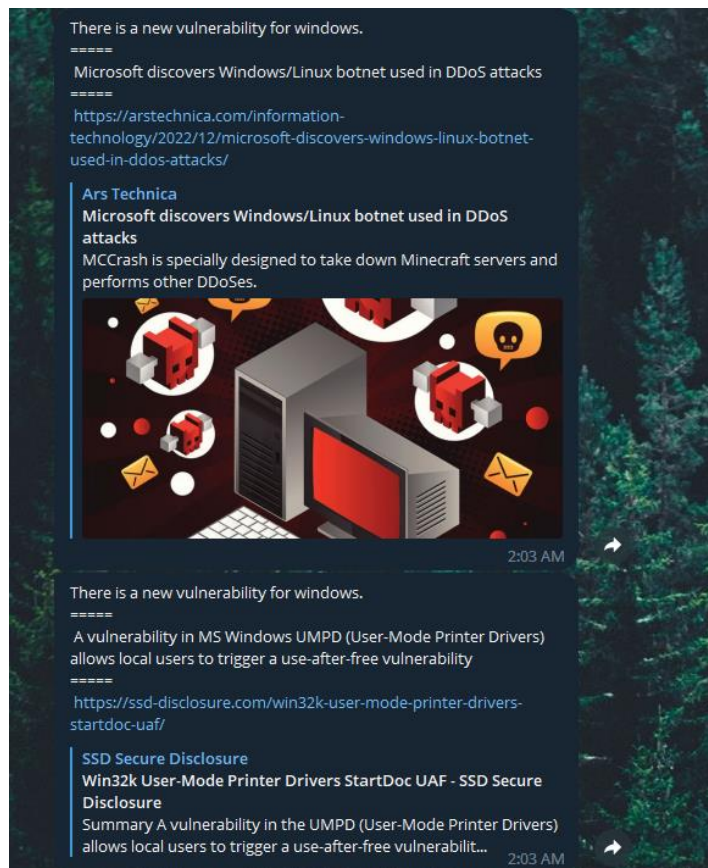 There is a new vulnerability for windows.
=====
Microsoft discovers Windows/Linux botnet used in DDoS attacks
=====
https://arstechnica.com/information-
technology/2022/12/microsoft-discovers-windows-linux-botnet-
used-in-ddos-attacks/
Ars Technica
Microsoft discovers Windows/Linux botnet used in DDoS
attacks
MCCrash is specially designed to take down Minecraft servers and
performs other DDoSes.
2:03 AM
There is a new vulnerability for windows.
=====
A vulnerability in MS Windows UMPD (User-Mode Printer Drivers)
allows local users to trigger a use-after-free vulnerability
=====
https://ssd-disclosure.com/win32k-user-mode-printer-drivers-
startdoc-uaf/
SSD Secure Disclosure
Win32k User-Mode Printer Drivers StartDoc UAF - SSD Secure
Disclosure
Summary A vulnerability in the UMPD (User-Mode Printer Drivers)
allows local users to trigger a use-after-free vulnerabilit...
2:03 AM